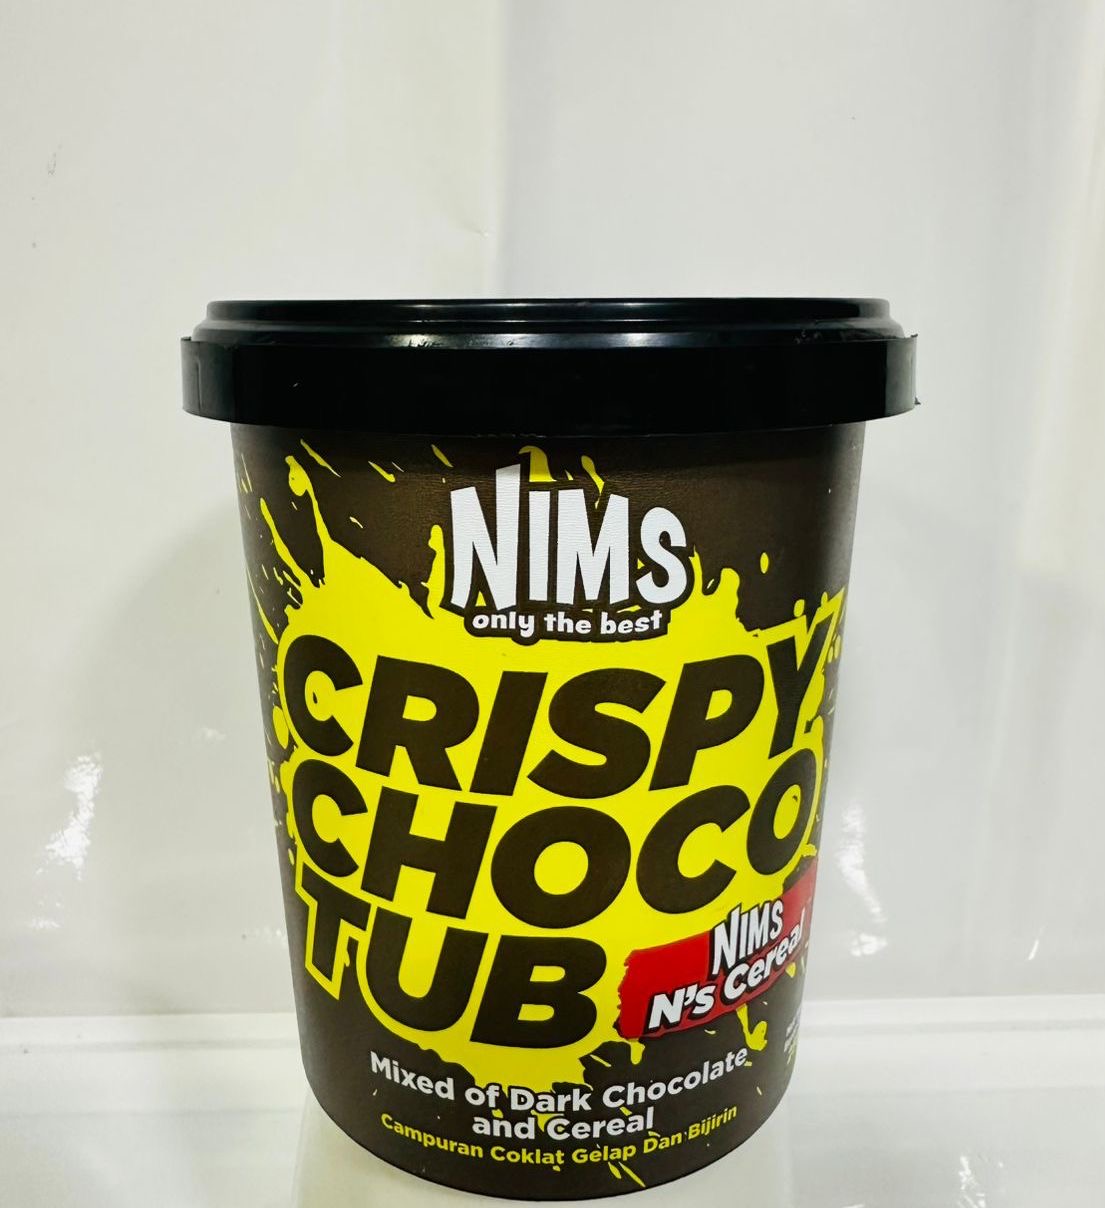 NIMS
only the best
CRISPY
CHOCO
TUB
NIMS
N's Cereal
Mixed of Dark Chocolate
and Cereal
Campuran Coklat Gelap Dan Bijirin